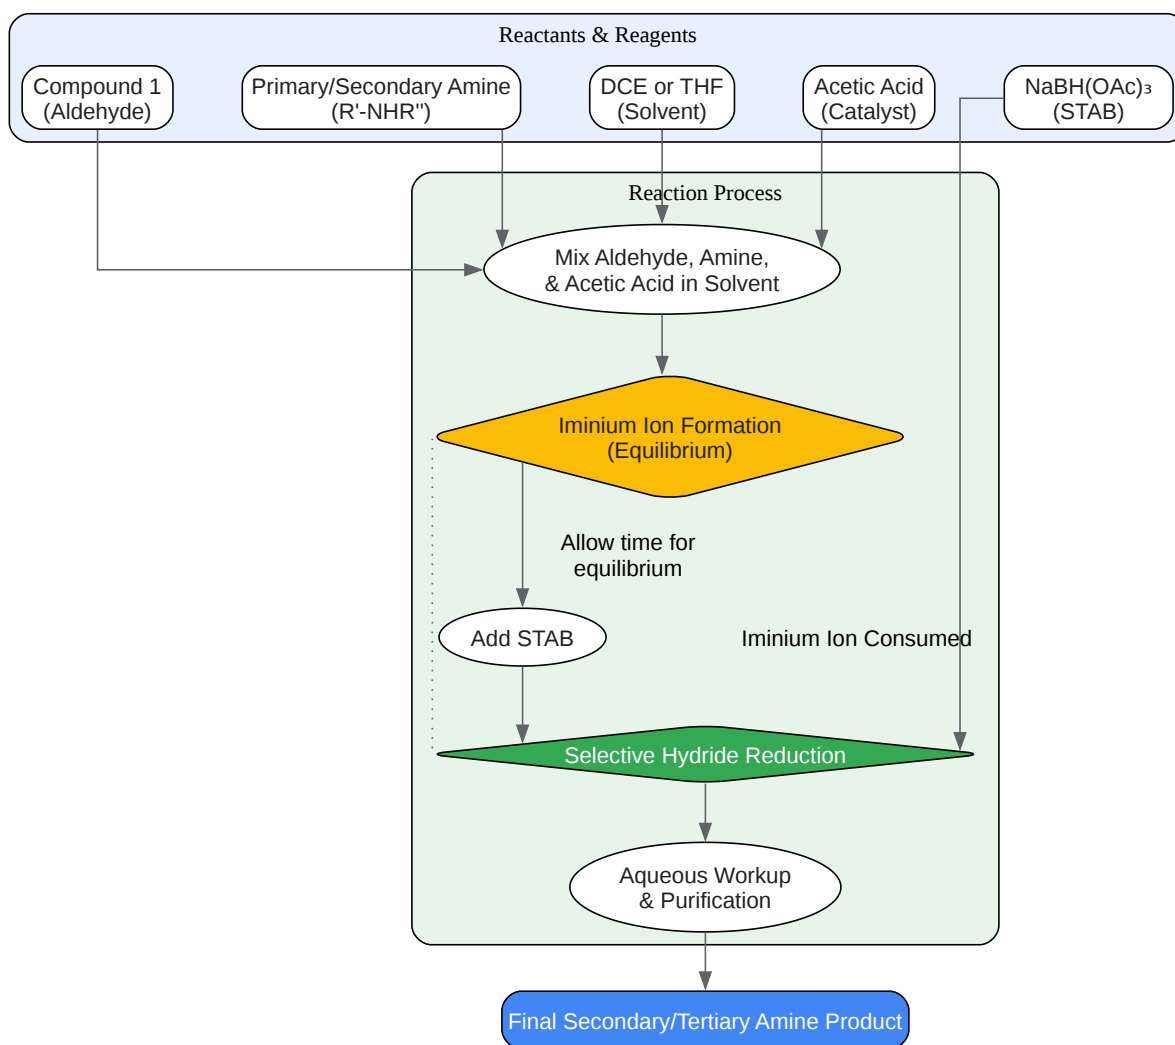 Reactants & Reagents
Compound 1
(Aldehyde)
Primary/Secondary Amine
(R'-NHR'')
DCE or THF
(Solvent)
Acetic Acid
(Catalyst)
NaBH(OAc)₃
(STAB)
Reaction Process
Mix Aldehyde, Amine,
& Acetic Acid in Solvent
Iminium Ion Formation
(Equilibrium)
Allow time for
equilibrium
Add STAB
Iminium Ion Consumed
Selective Hydride Reduction
Aqueous Workup
& Purification
Final Secondary/Tertiary Amine Product